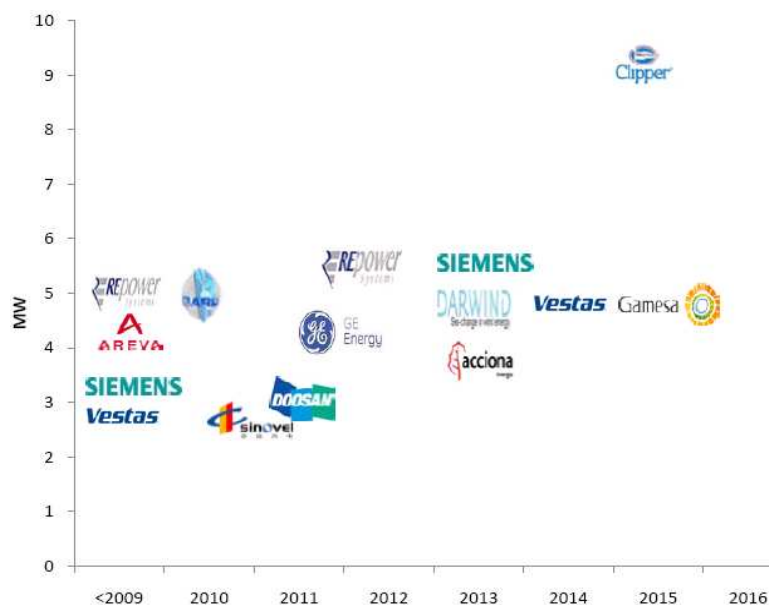 10
9
8
7
6
5
4
3
2
1
0
MW
Clipper
REpower
Systems
SIEMENS
REpower
Systems
BARD
DARWIND
Vestas
Gamesa
AREVA
GE
Energy
acciona
SIEMENS
DOOSAN
Vestas
sinovel
<2009
2010
2011
2012
2013
2014
2015
2016